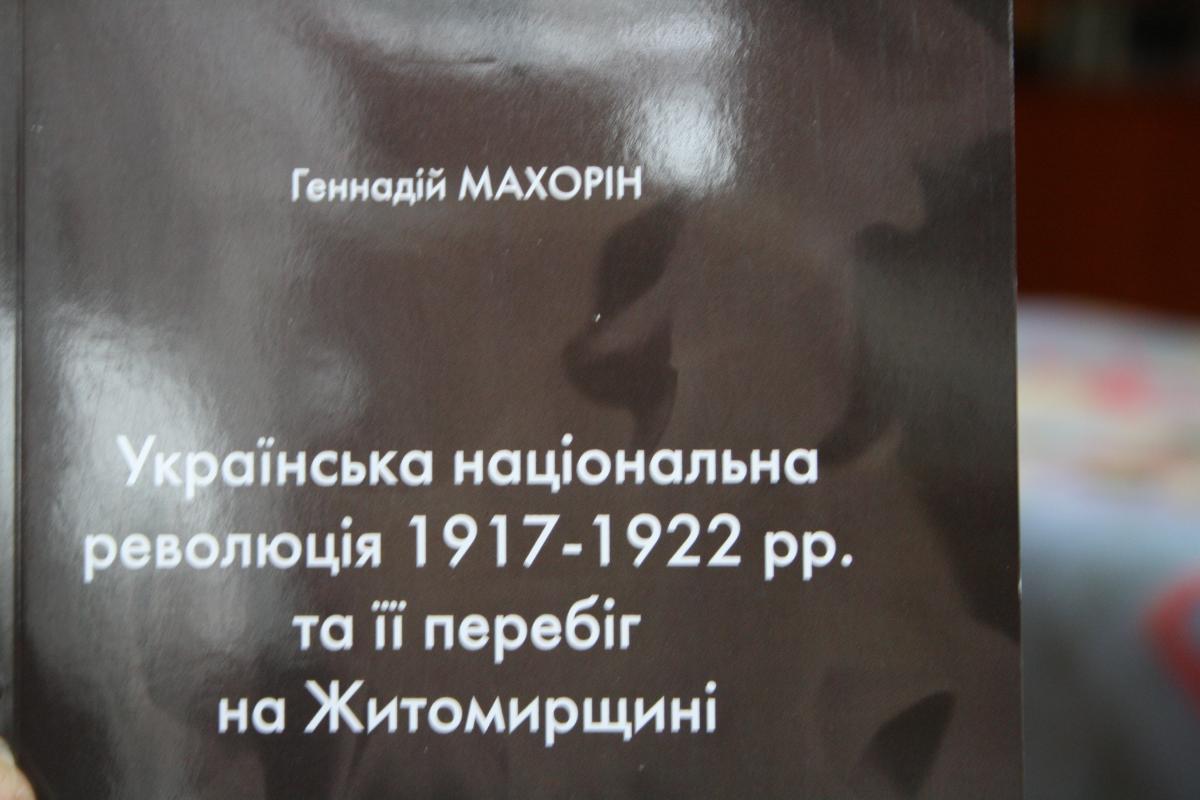 Геннадій МАХОРІН
Українська національна
революція 1917-1922 рр.
та її перебіг
на Житомирщині